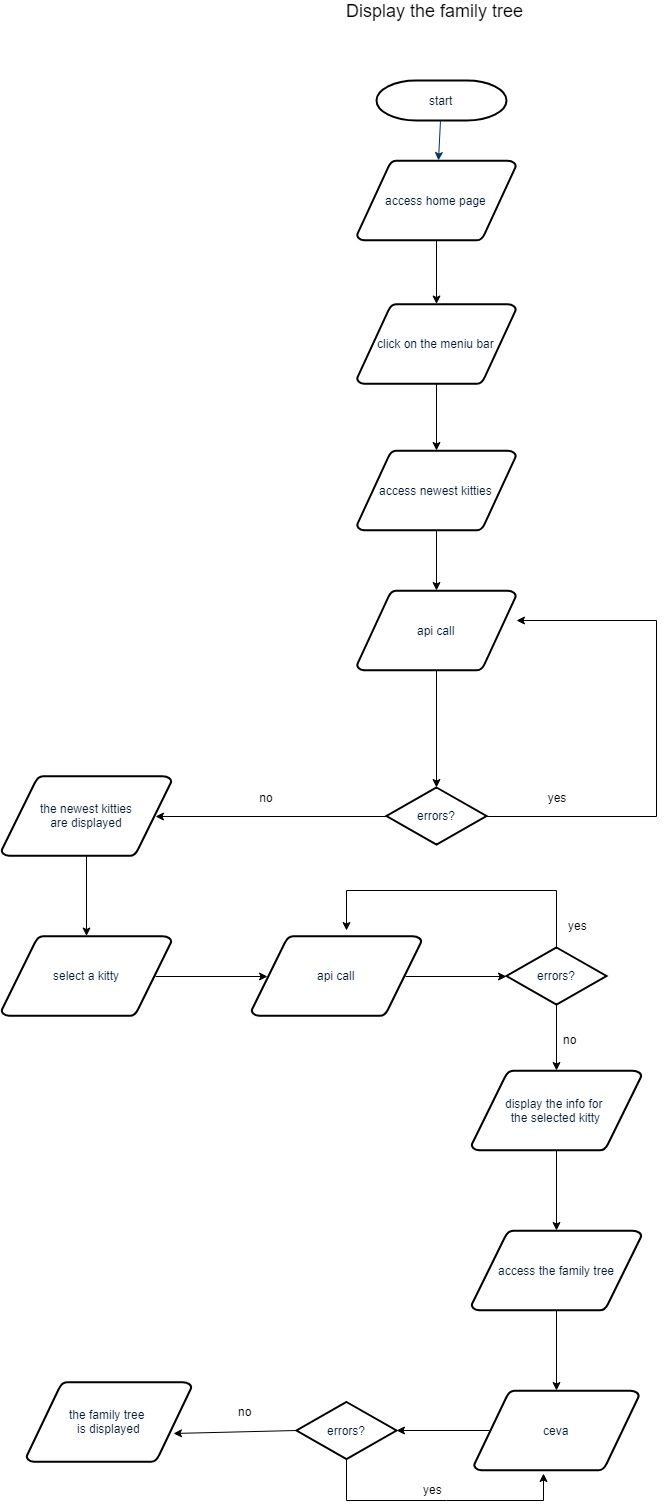 Display the family tree
start
access home page
click on the meniu bar
access newest kitties
api call
errors?
no
yes
the newest kitties
are displayed
select a kitty
api call
errors?
yes
no
display the info for
the selected kitty
access the family tree
ceva
errors?
no
yes
the family tree
is displayed